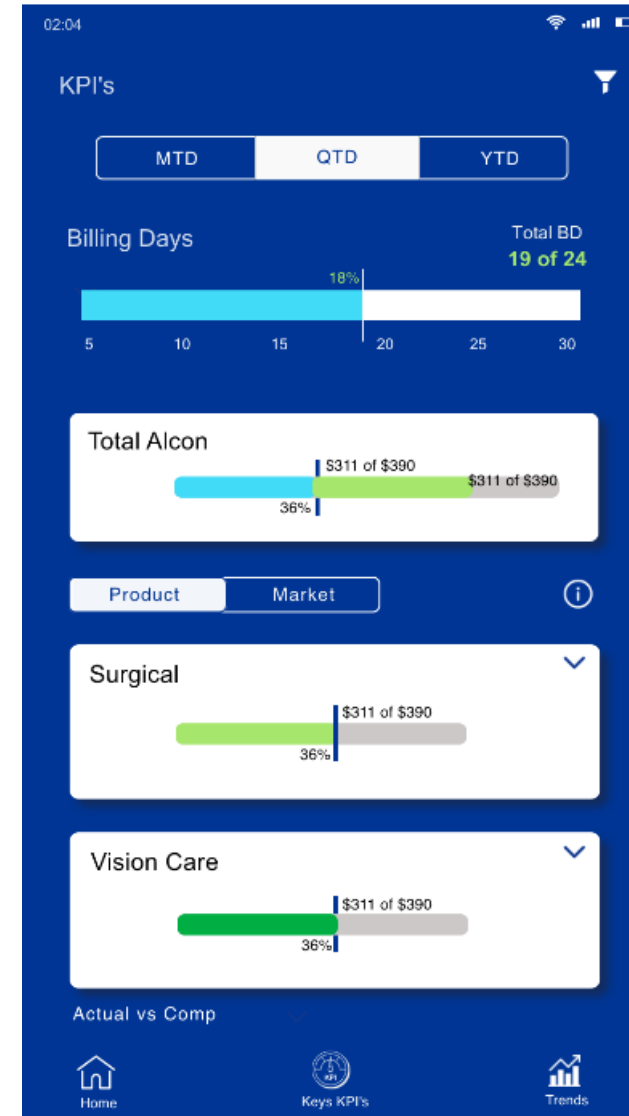 02:04
KPI's
MTD QTD YTD
Billing Days
Total BD
19 of 24
18%
5 10 15 20 25 30
Total Alcon
$311 of $390
$311 of $390
36%
Product Market
Surgical
$311 of $390
36%
Vision Care
$311 of $390
36%
Actual vs Comp
KPI
Home Keys KPI's Trends